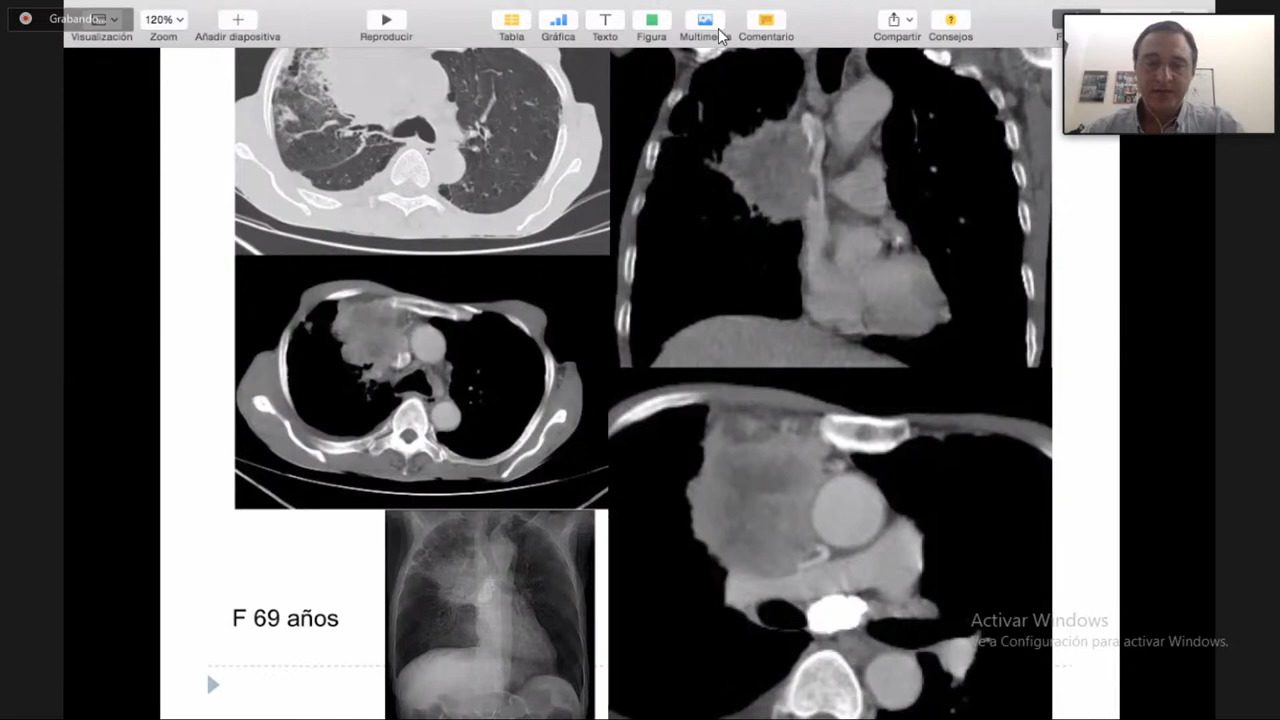 Grabando...
120%
Visualización
Zoom
Añadir diapositiva
Reproducir
Tabla
Gráfica
Texto
Figura
Comentario
Compartir
Consejos
F 69 años
Activar Windows
a Configuración para activar Windows.